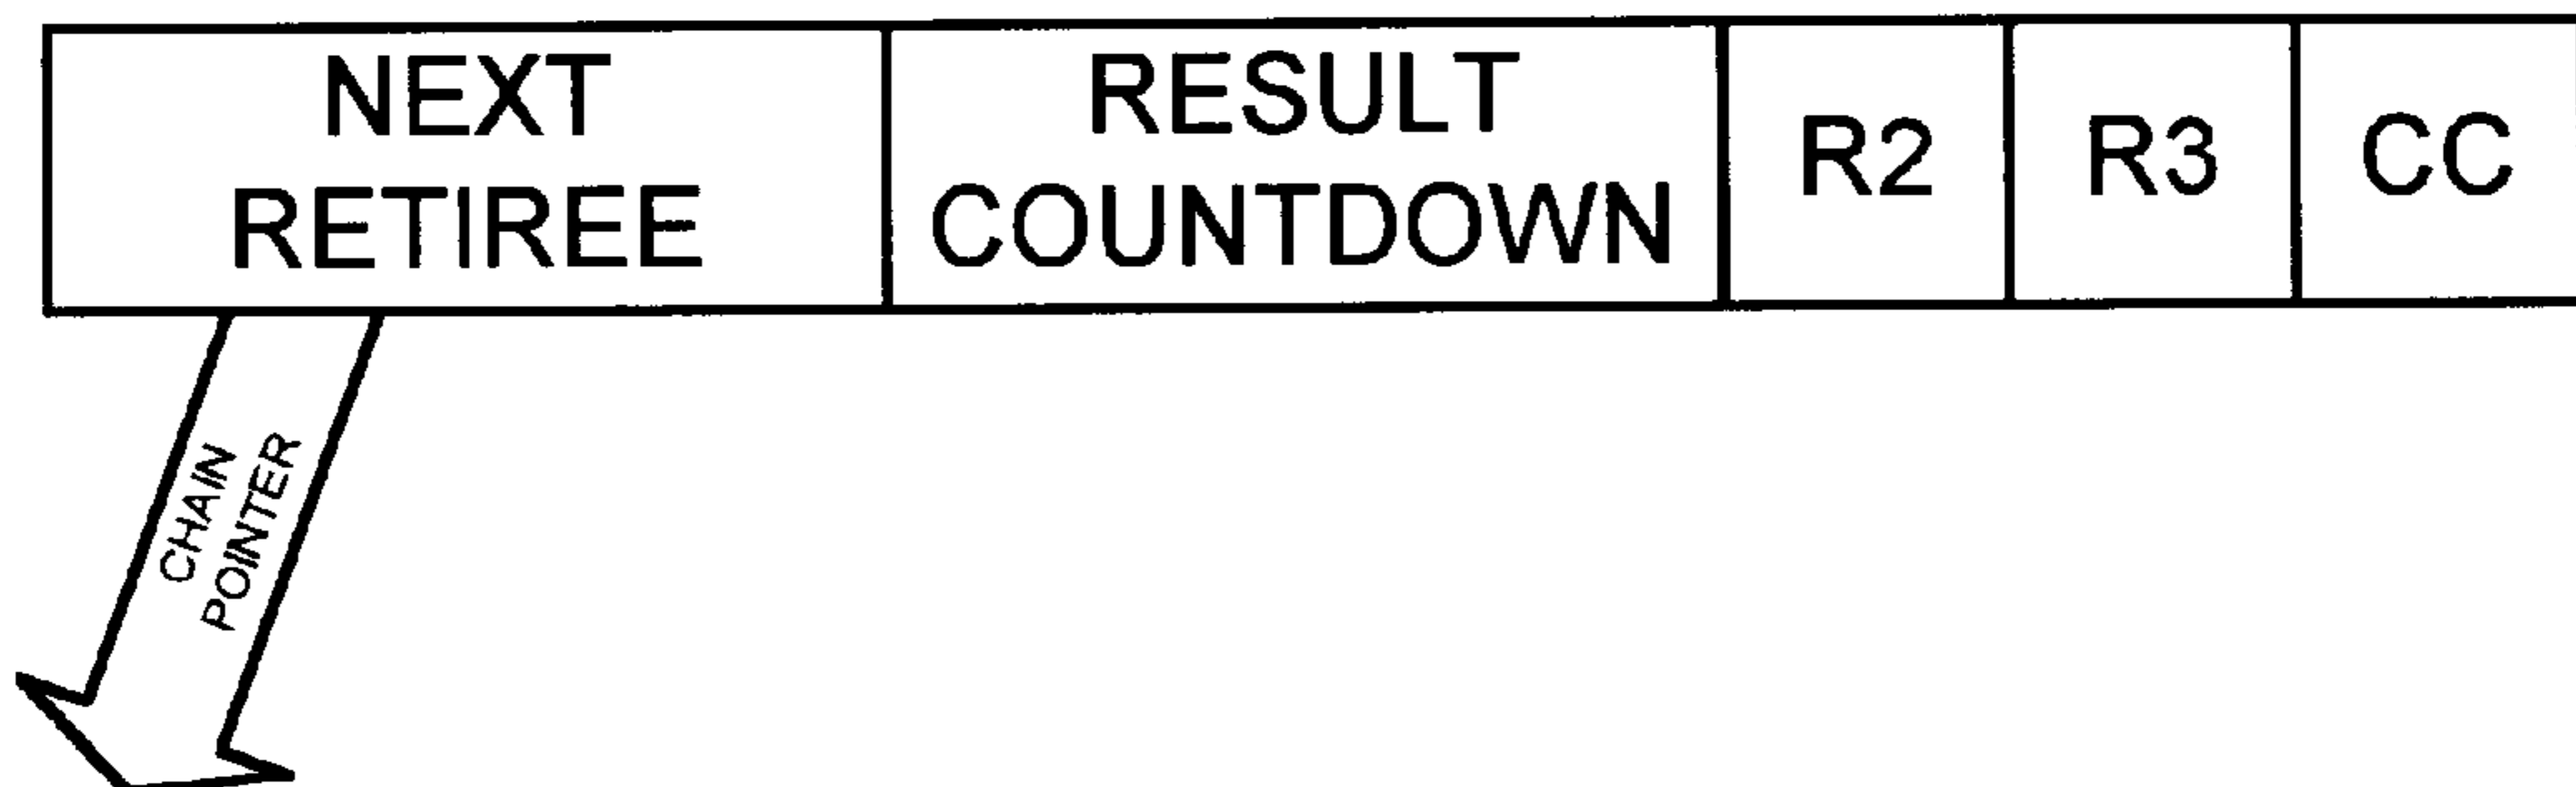 NEXT
RETIREE
RESULT
COUNTDOWN
R2
R3
CC
CHAIN
POINTER